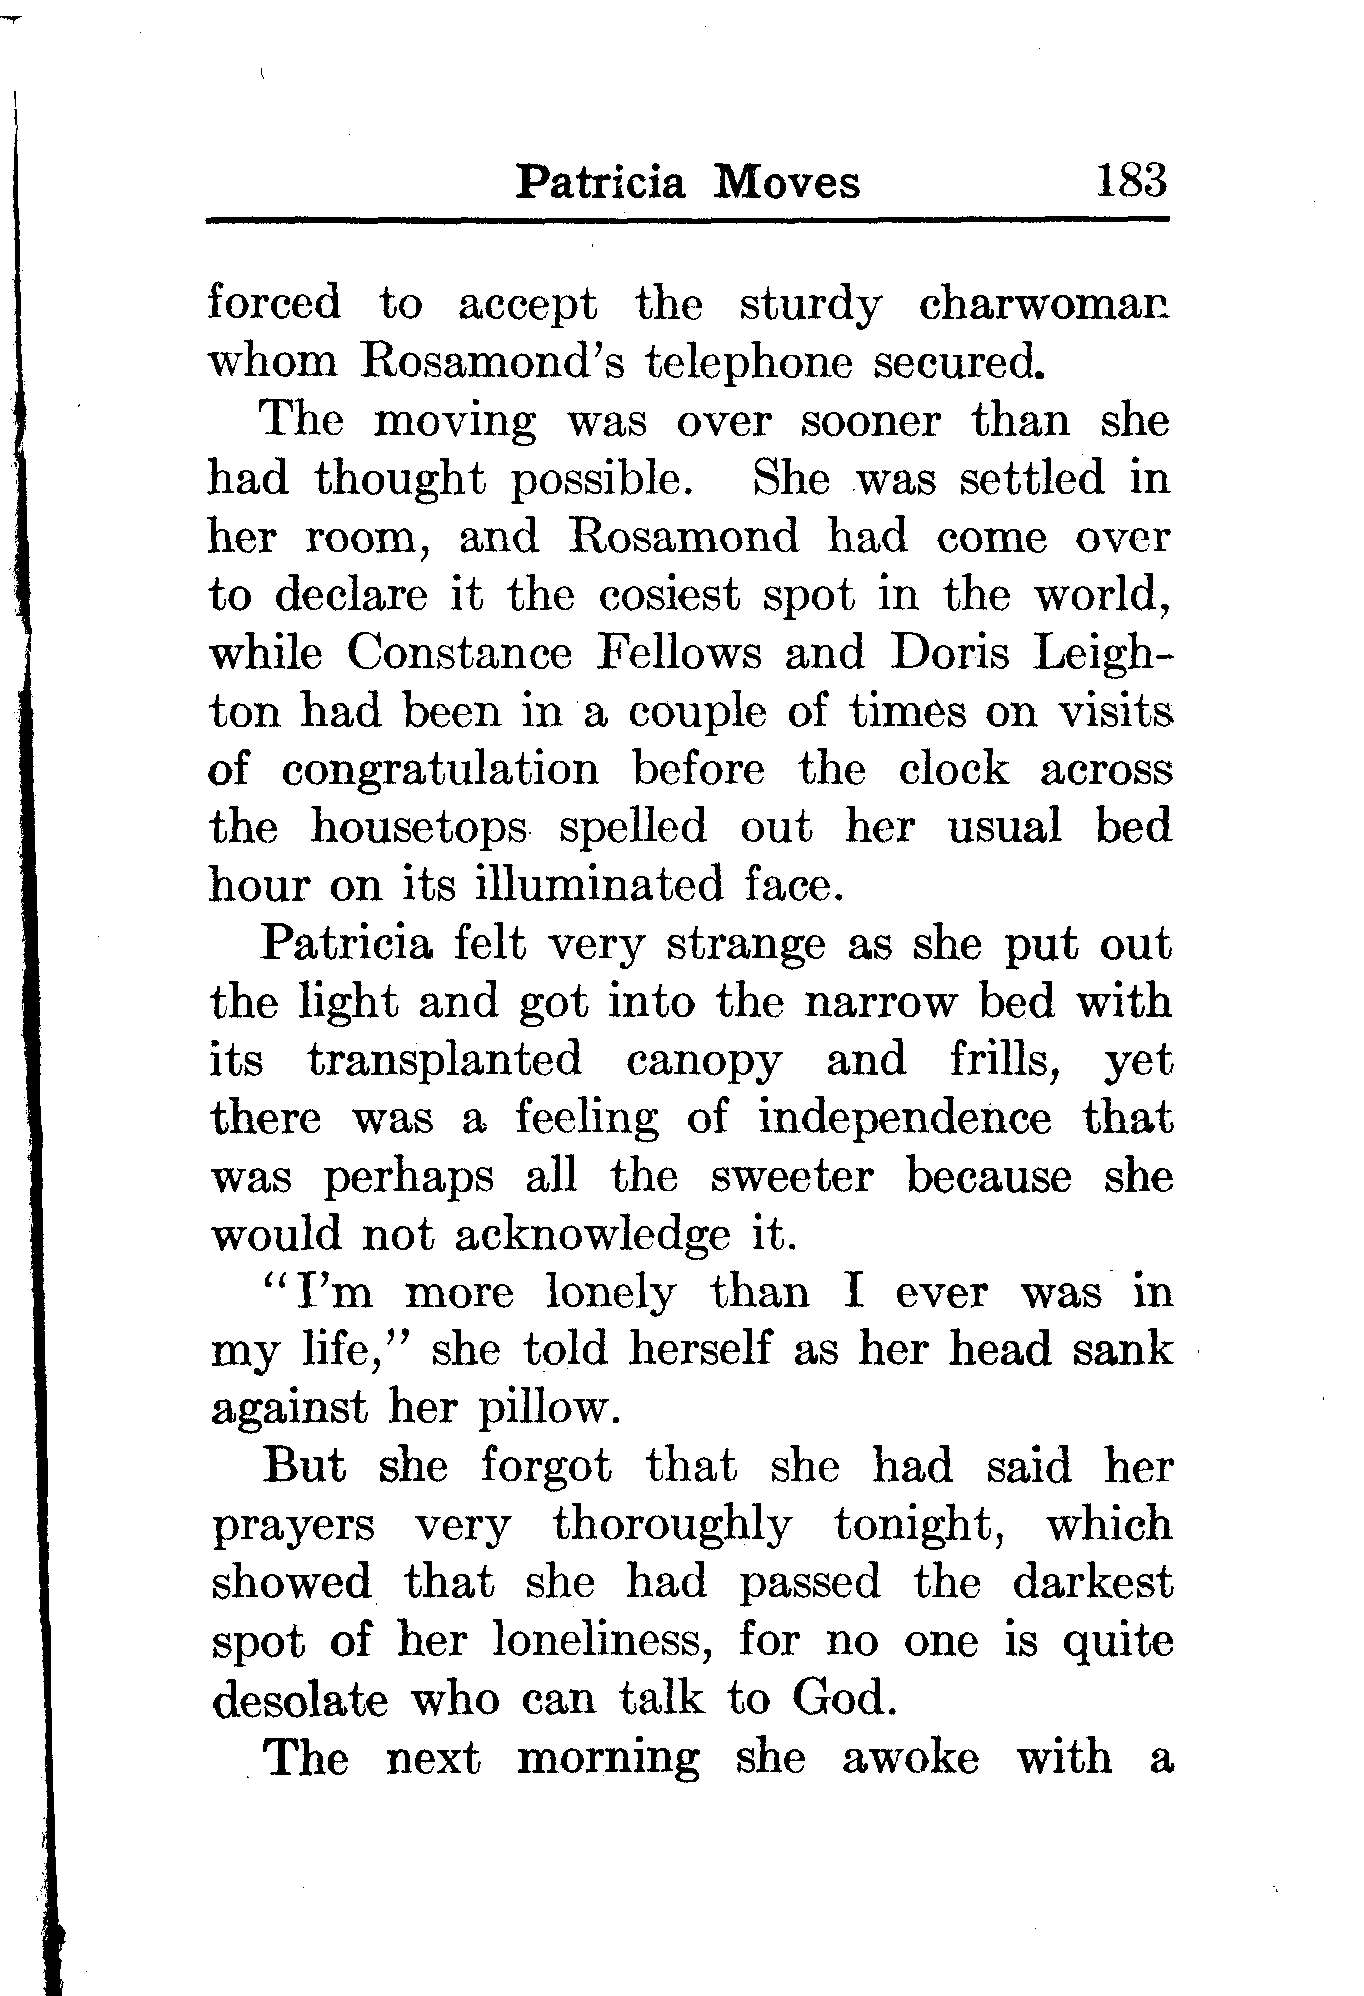 Patricia Moves 183
forced to accept the sturdy charwoman
whom Rosamond's telephone secured.
The moving was over sooner than she
had thought possible. She was settled in
her room, and Rosamond had come over
to declare it the cosiest spot in the world,
while Constance Fellows and Doris Leigh-
ton had been in a couple of times on visits
of congratulation before the clock across
the housetops spelled out her usual bed
hour on its illuminated face.
Patricia felt very strange as she put out
the light and got into the narrow bed with
its transplanted canopy and frills, yet
there was a feeling of independence that
was perhaps all the sweeter because she
would not acknowledge it.
"I'm more lonely than I ever was in
my life," she told herself as her head sank
against her pillow.
But she forgot that she had said her
prayers very thoroughly tonight, which
showed that she had passed the darkest
spot of her loneliness, for no one is quite
desolate who can talk to God.
The next morning she awoke with a